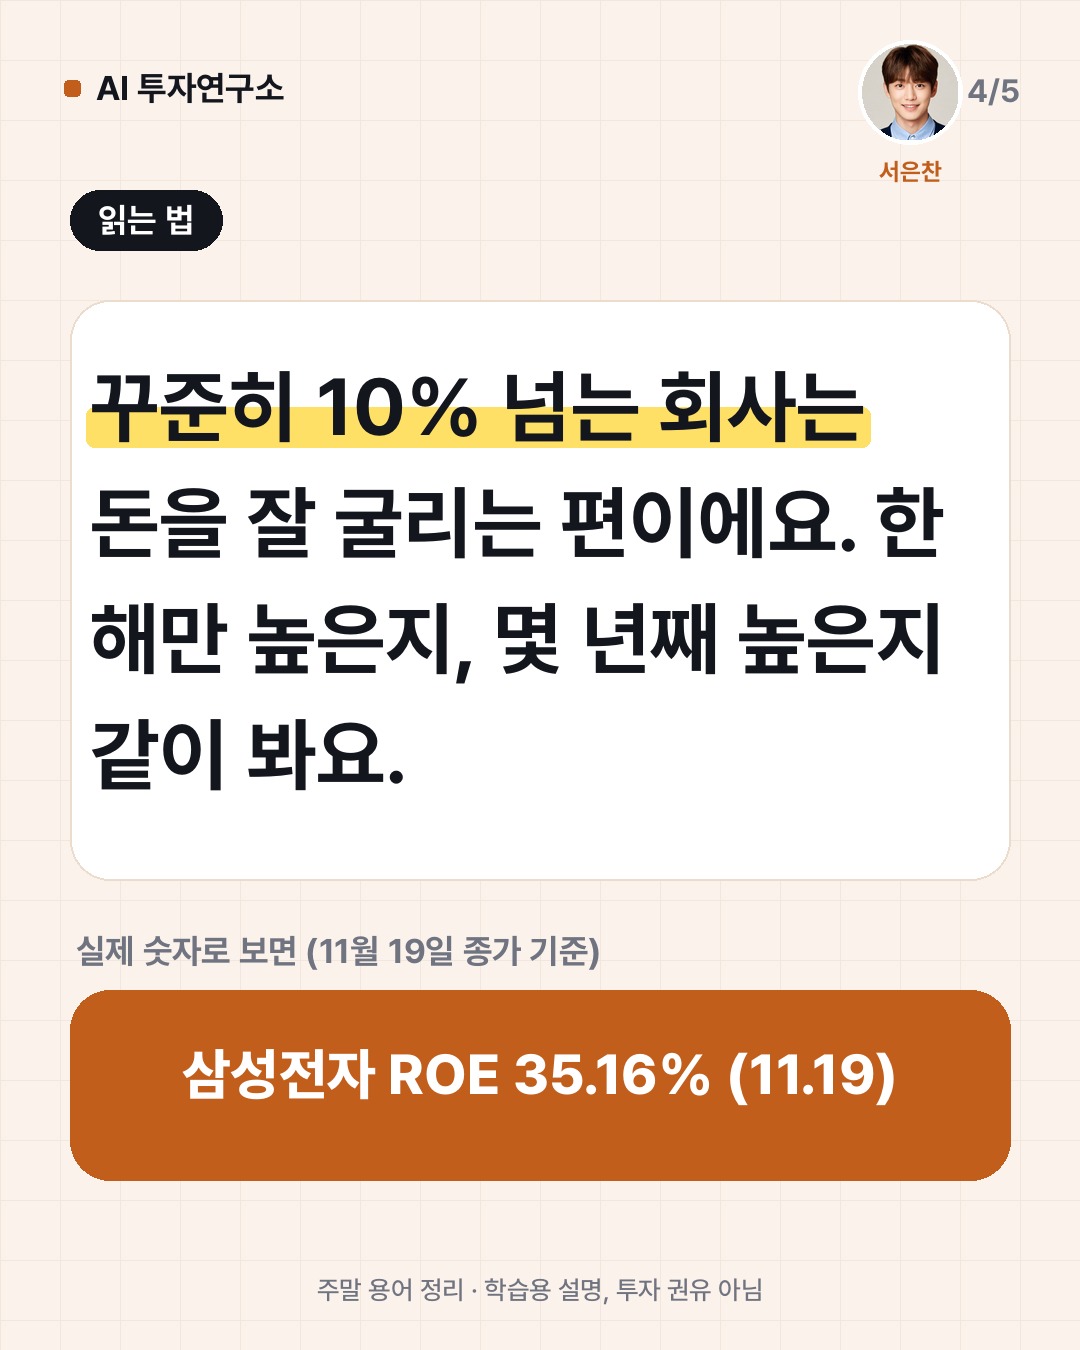 AI 투자연구소
4/5
서은찬
읽는 법
꾸준히 10% 넘는 회사는
돈을 잘 굴리는 편이에요. 한
해만 높은지, 몇 년째 높은지
같이 봐요.
실제 숫자로 보면 (11월 19일 종가 기준)
삼성전자 ROE 35.16% (11.19)
주말 용어 정리 · 학습용 설명, 투자 권유 아님